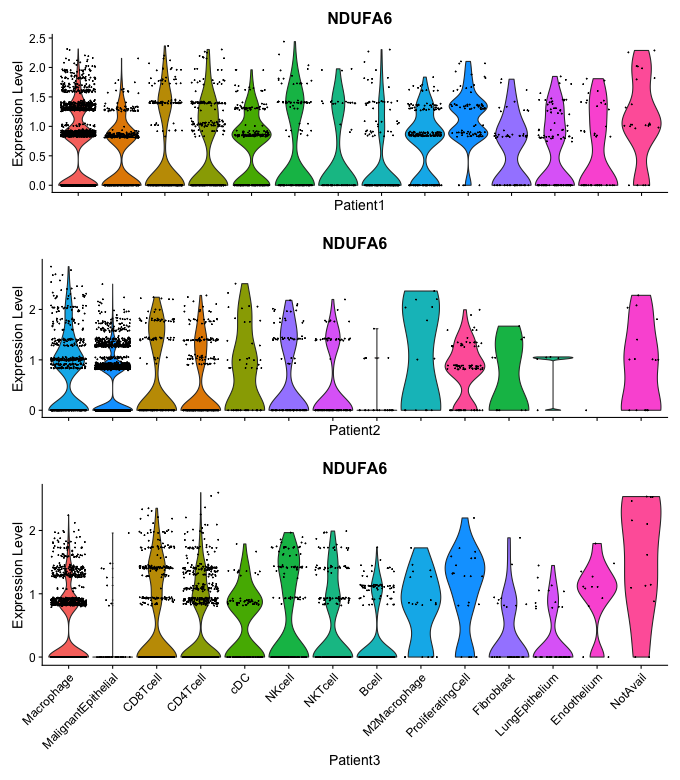 NDUFA6
Expression Level
2.5
2.0
1.5
1.0
0.5
0.0
Patient1
NDUFA6
Expression Level
2
1
0
Patient2
NDUFA6
Expression Level
2
1
0
Macrophage
MalignantEpithelial
CD8Tcell
CD4Tcell
cDC
NKcell
NKTcell
Bcell
M2Macrophage
ProliferatingCell
Fibroblast
LungEpithelium
Endothelium
NotAvail
Patient3